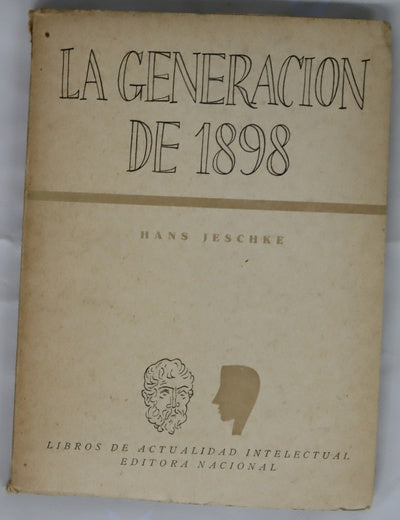 LA GENERACION
DE 1898
HANS JESCHKE
LIBROS DE ACTUALIDAD INTELECTUAL
EDITORA NACIONAL